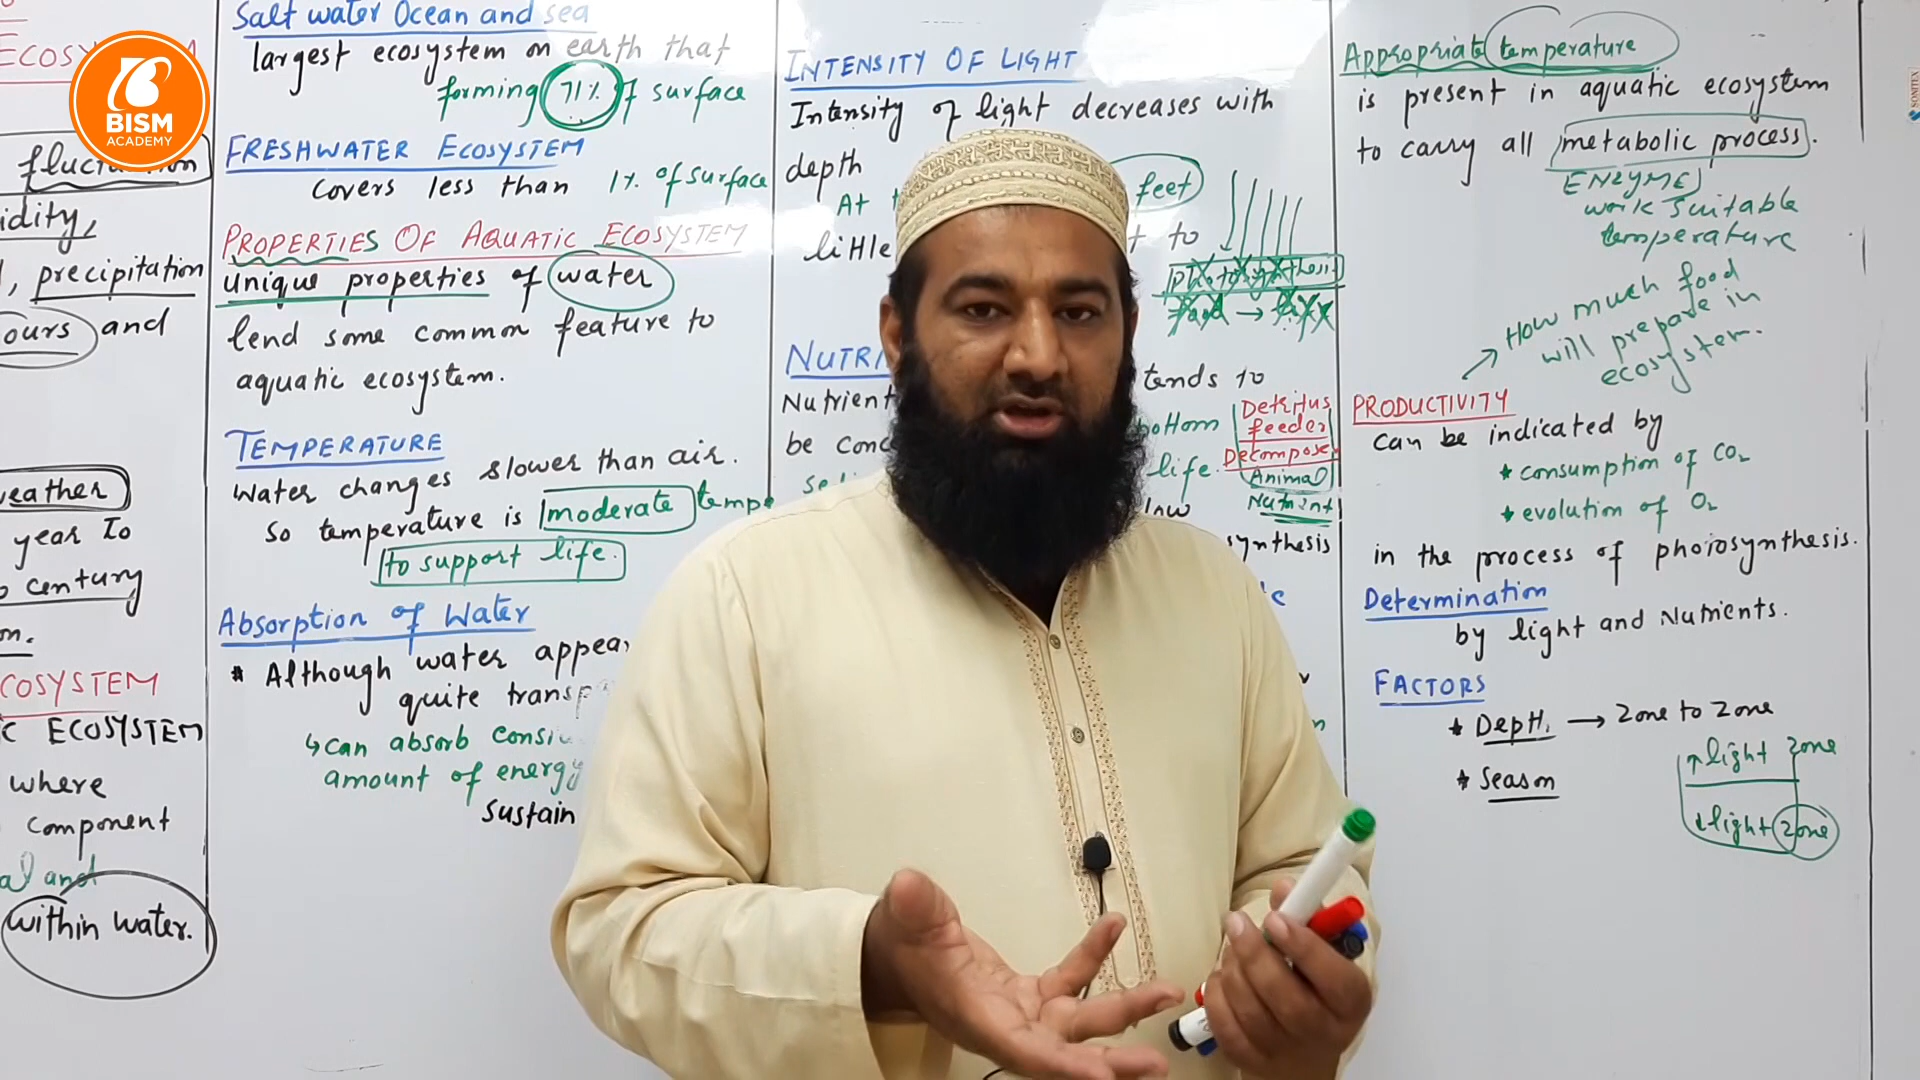 ECOSYSTEM
BISM
ACADEMY
idity,
, precipitation
ours and
weather
year to
century
ECOSYSTEM
C ECOSYSTEM
where
component
al and
within water.
Salt water Ocean and sea
largest ecosystem on earth that
forming 71% of surface
FRESHWATER ECOSYSTEM
covers less than 1% of surface
PROPERTIES OF AQUATIC ECOSYSTEM
unique properties of water
lend some common feature to
aquatic ecosystem.
TEMPERATURE
Water changes slower than air.
So temperature is moderate temp
to support life.
Absorption of Water
* Although water appear
quite transp
↳ can absorb consi
amount of energy
sustain
INTENSITY OF LIGHT
Intensity of light decreases with
depth
At feet
little t to
photosynthesis
food → life
NUTRI
Nutrient tends to
be conc bottom
life.
low
synthesis
Detritus
feeder
Decompose
Animal
Nutrient
Appropriate temperature
is present in aquatic ecosystem
to carry all metabolic process.
ENZYME
work suitable
temperature
How much food
will prepare in
ecosystem.
PRODUCTIVITY
can be indicated by
* consumption of CO2
* evolution of O2
in the process of photosynthesis.
Determination
by light and Nutrients.
FACTORS
* Depth → Zone to Zone
* Season
↑light zone
↓light zone